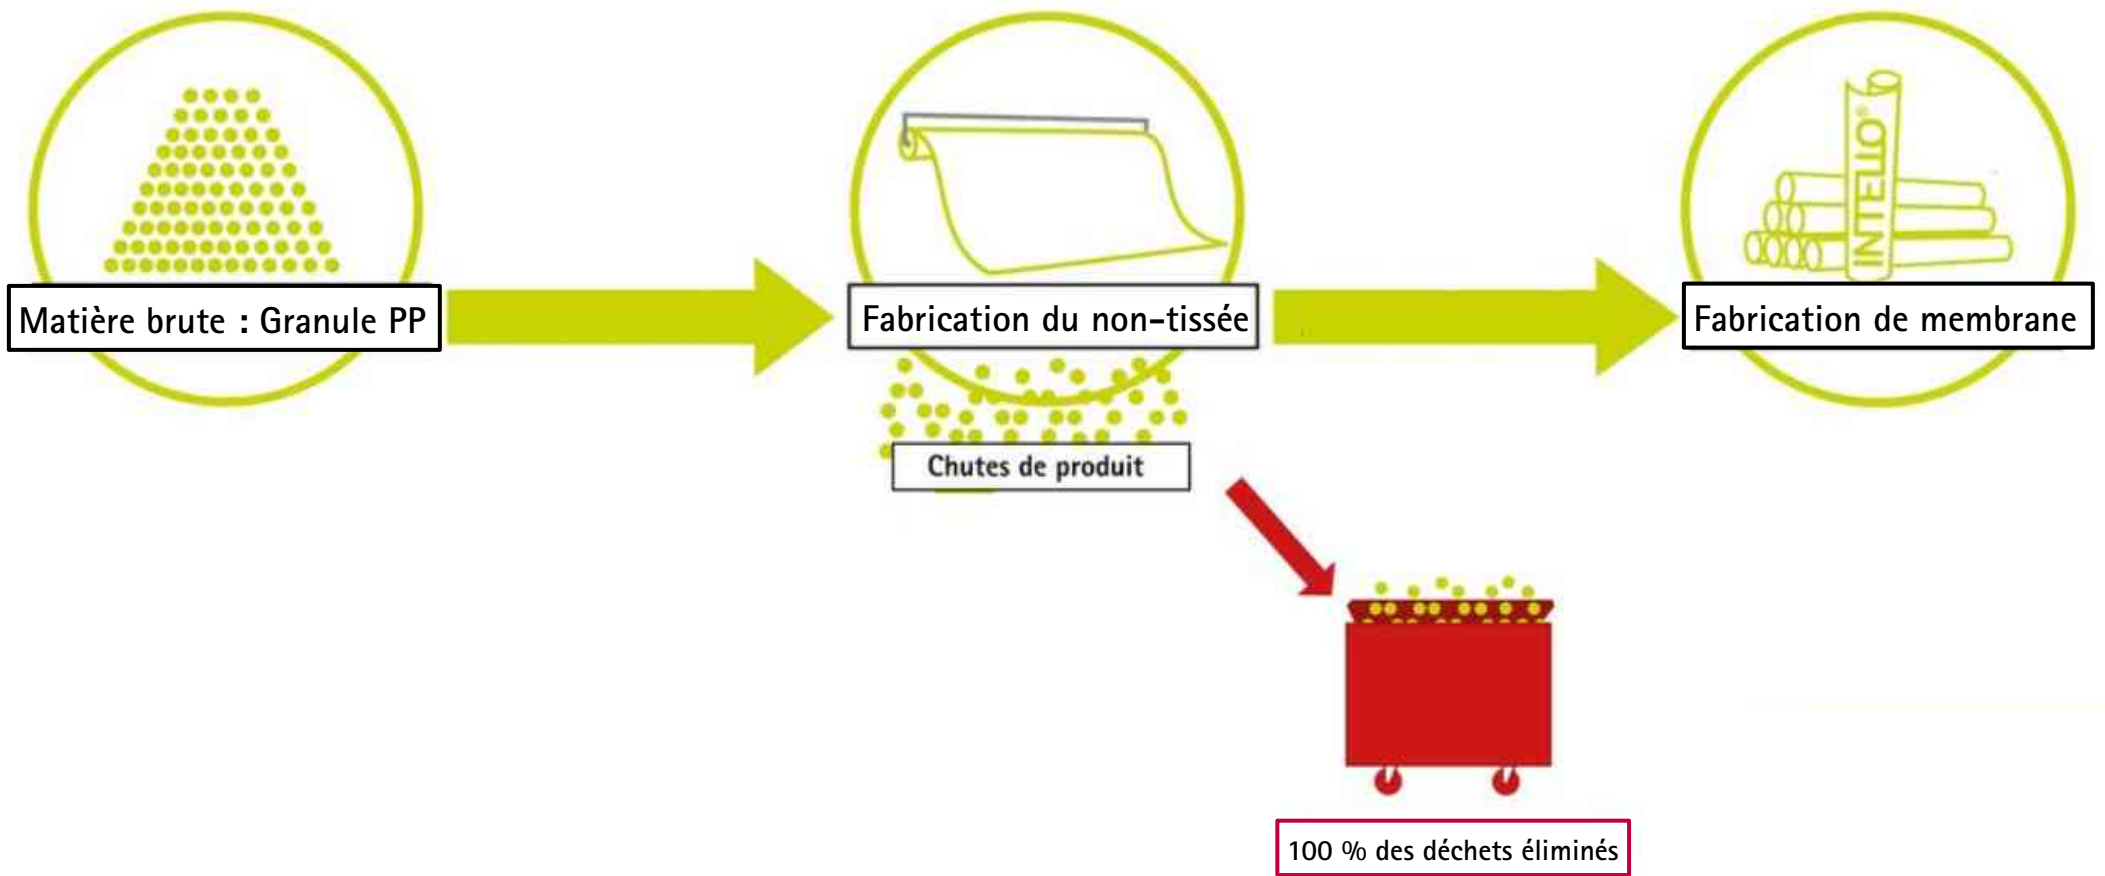 INTELLO®
Matière brute : Granule PP
Fabrication du non-tissée
Fabrication de membrane
Chutes de produit
100 % des déchets éliminés